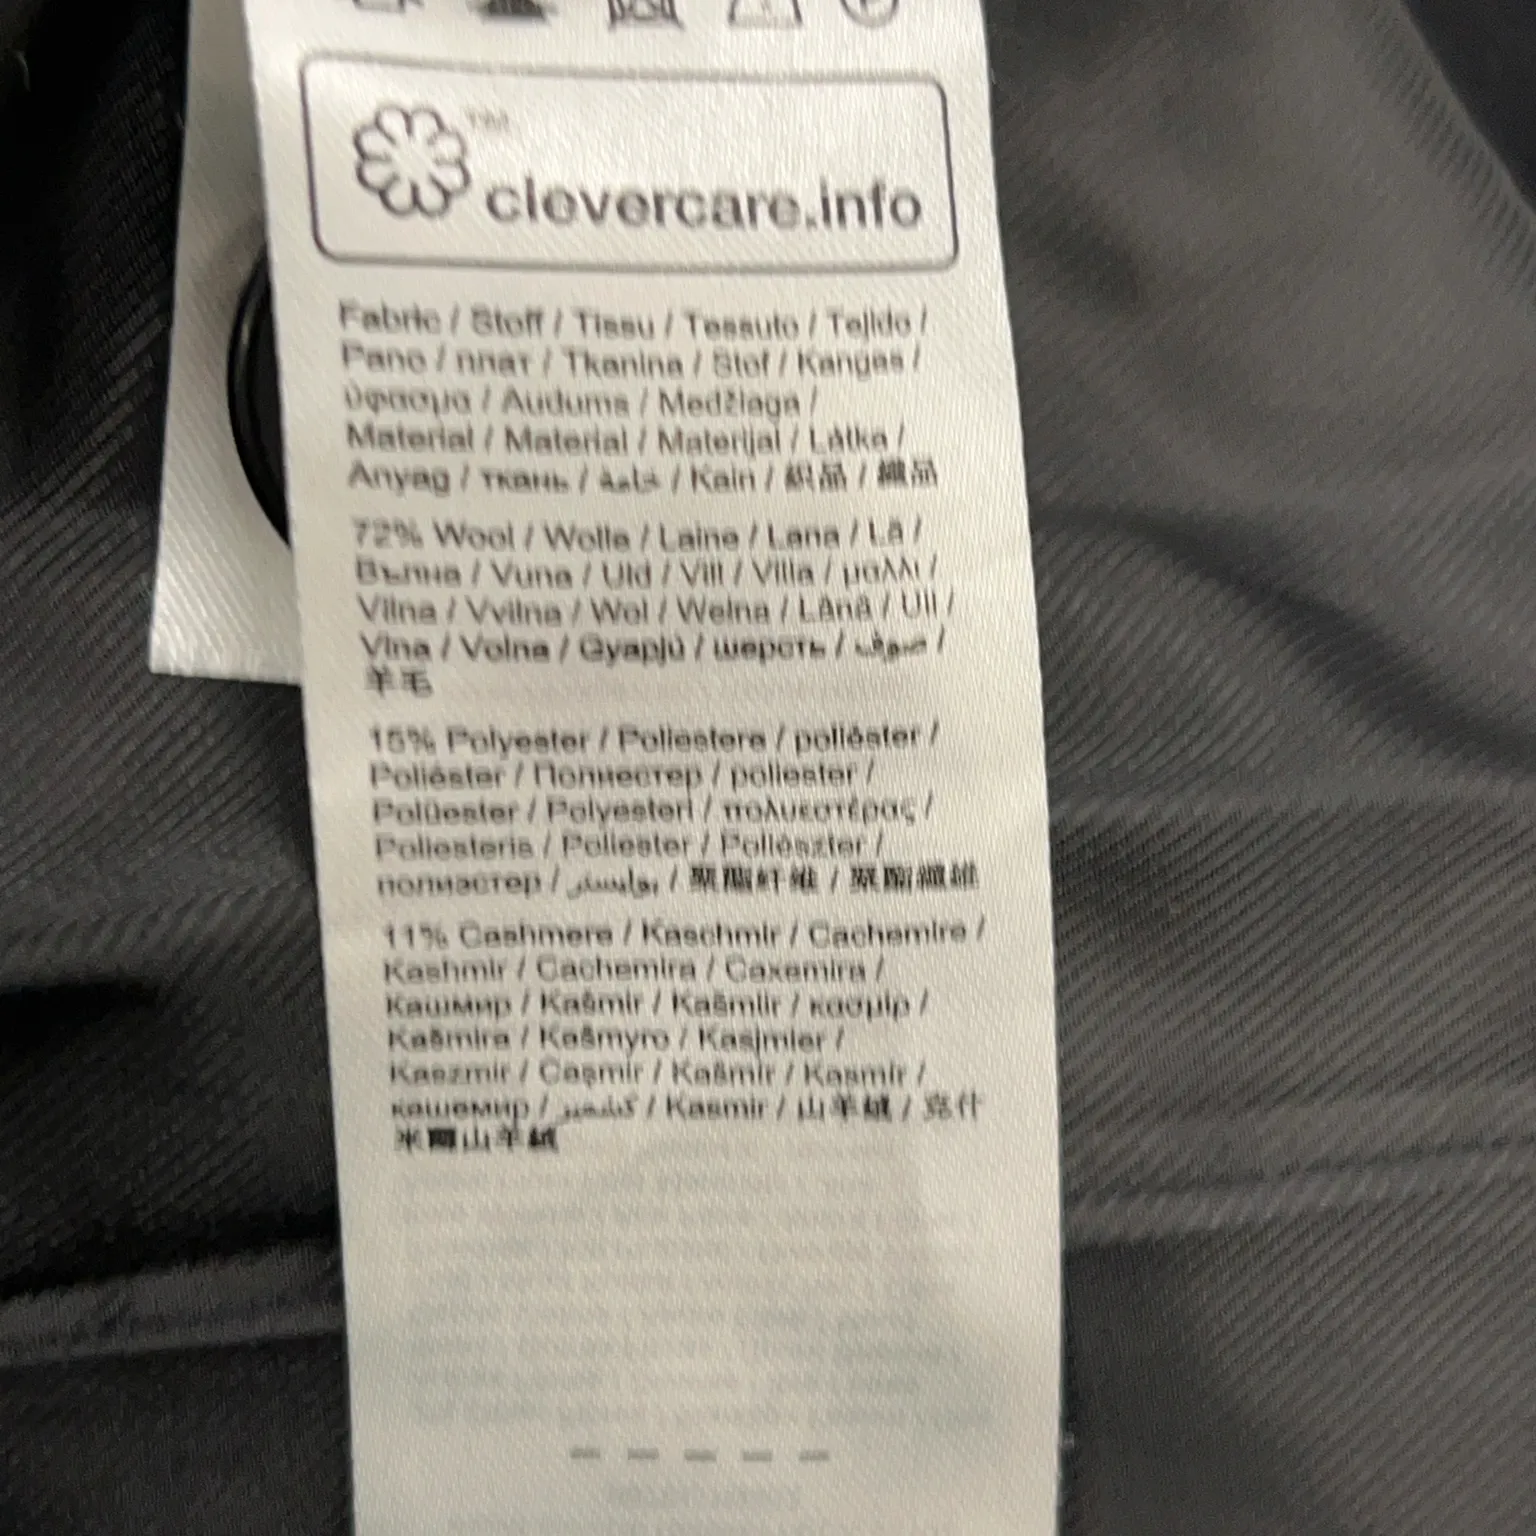 ™
clevercare.info
Fabric / Stoff / Tissu / Tessuto / Tejido /
Pano / плат / Tkanina / Stof / Kangas /
ύφασμα / Audums / Medžiaga /
Material / Material / Materijal / Látka /
Anyag / ткань / خامة / Kain / 织品 / 織品
72% Wool / Wolle / Laine / Lana / Lã /
Вълна / Vuna / Uld / Vill / Villa / μαλλί /
Vilna / Vvilna / Wol / Wełna / Lână / Ull /
Vlna / Volna / Gyapjú / шерсть / صوف /
羊毛
15% Polyester / Poliestere / poliéster /
Poliéster / Полиестер / poliester /
Polüester / Polyesteri / πολυεστέρας /
Poliesteris / Poliester / Poliészter /
полиэстер / بوليستر / 聚酯纤维 / 聚酯纖維
11% Cashmere / Kaschmir / Cachemire /
Kashmir / Cachemira / Caxemira /
Кашмир / Kašmir / Kašmiir / κασμίρ /
Kašmira / Kašmyro / Kasjmier /
Kaszmir / Caşmir / Kašmír / Kasmír /
кашемир / كشمير / Kasmir / 山羊绒 / 克什
米爾山羊絨